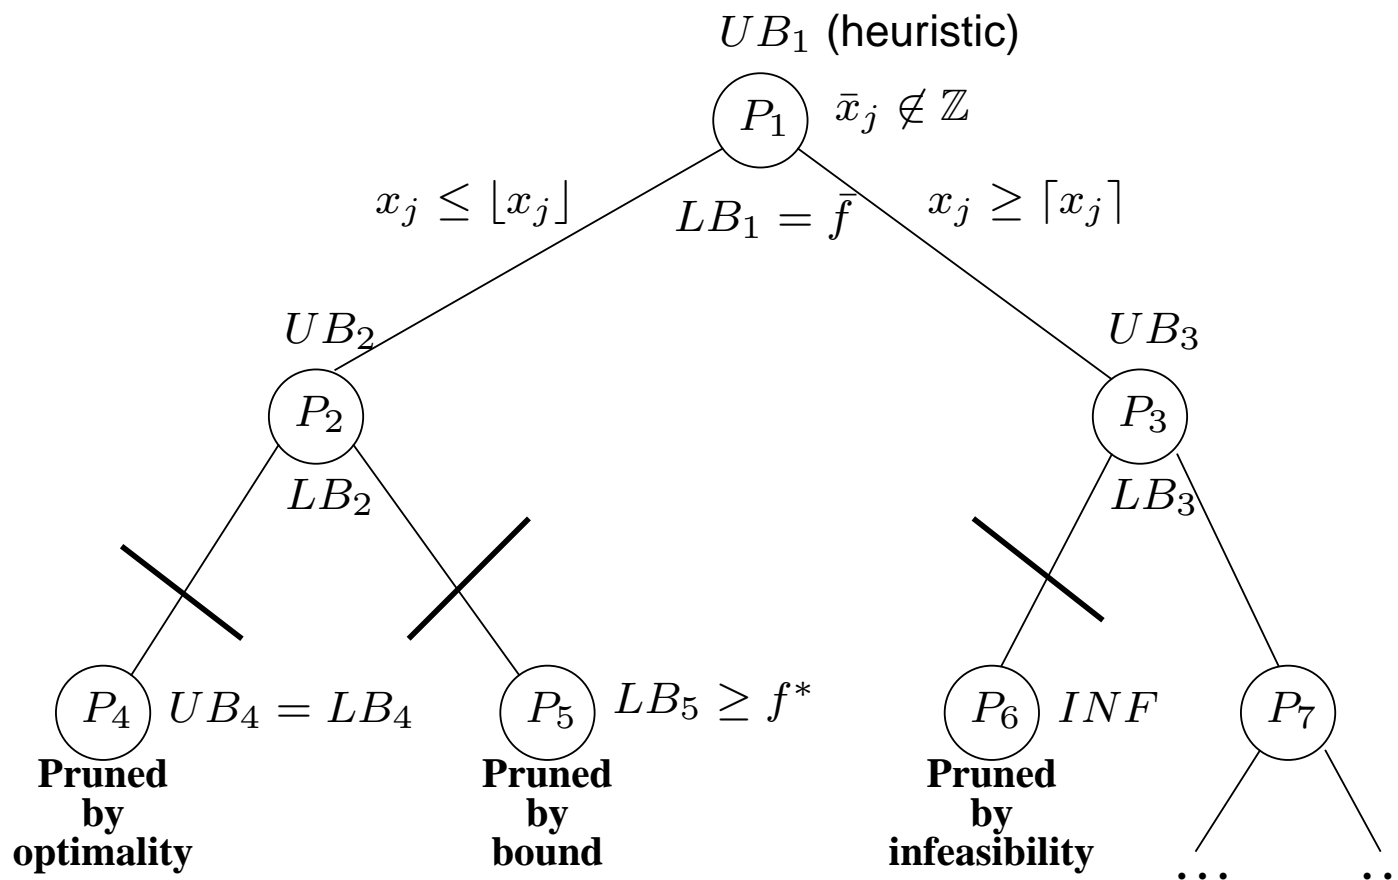 UB₁ (heuristic)
P₁
x̄ⱼ ∉ ℤ
xⱼ ≤ ⌊xⱼ⌋
LB₁ = f̄
xⱼ ≥ ⌈xⱼ⌉
UB₂
UB₃
P₂
P₃
LB₂
LB₃
P₄
UB₄ = LB₄
P₅
LB₅ ≥ f*
P₆
INF
P₇
Pruned
by
optimality
Pruned
by
bound
Pruned
by
infeasibility
...
..